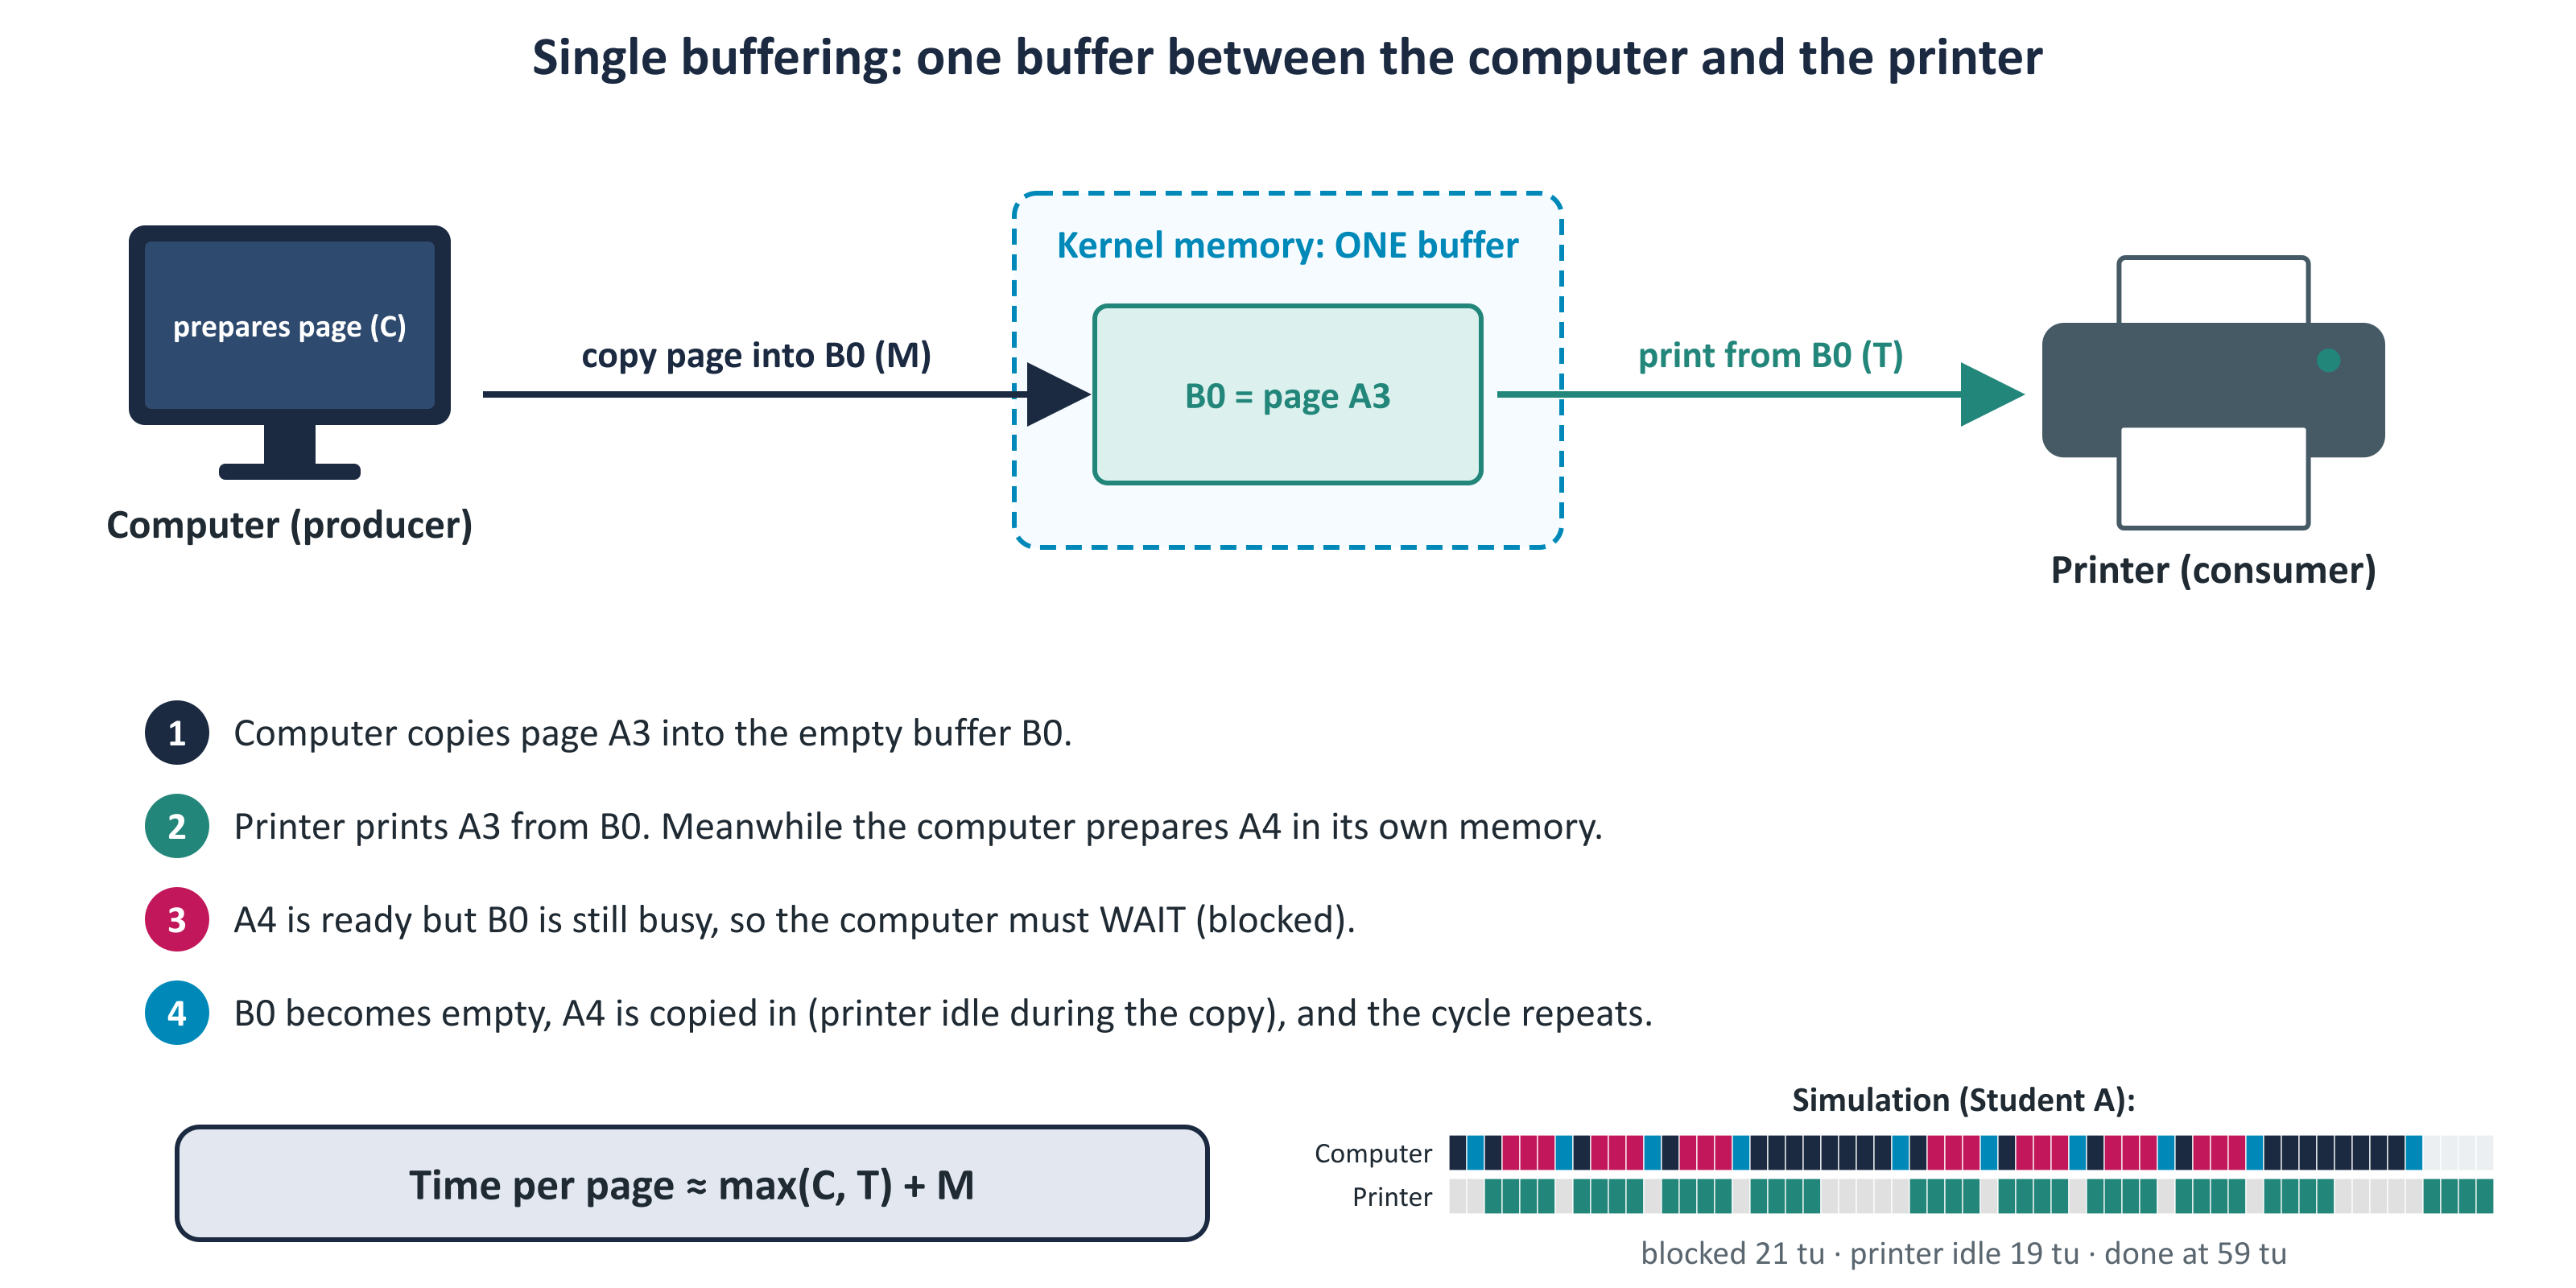 Single buffering: one buffer between the computer and the printer
Kernel memory: ONE buffer
prepares page (C)
copy page into B0 (M)
B0 = page A3
print from B0 (T)
Computer (producer)
Printer (consumer)
1 Computer copies page A3 into the empty buffer B0.
2 Printer prints A3 from B0. Meanwhile the computer prepares A4 in its own memory.
3 A4 is ready but B0 is still busy, so the computer must WAIT (blocked).
4 B0 becomes empty, A4 is copied in (printer idle during the copy), and the cycle repeats.
Time per page ≈ max(C, T) + M
Simulation (Student A):
Computer
Printer
blocked 21 tu · printer idle 19 tu · done at 59 tu